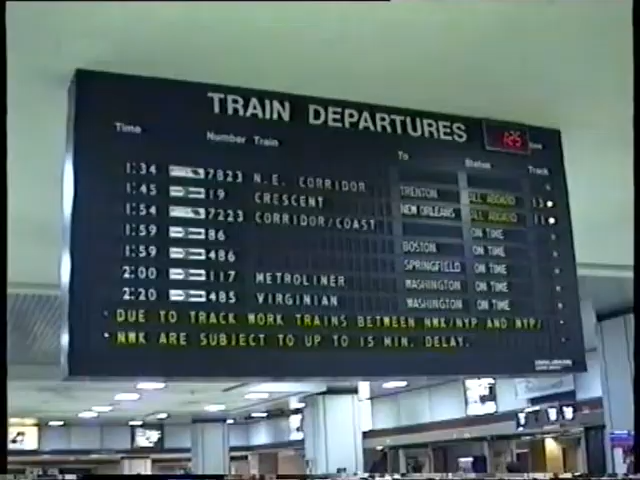 TRAIN DEPARTURES 1:25
Time Number Train To Status Track
1:34 7823 N.E. CORRIDOR TRENTON ALL ABOARD 13
1:45 19 CRESCENT NEW ORLEANS ALL ABOARD 11
1:54 7223 CORRIDOR/COAST ON TIME
1:59 86 BOSTON ON TIME
1:59 486 SPRINGFIELD ON TIME
2:00 117 METROLINER WASHINGTON ON TIME
2:20 485 VIRGINIAN WASHINGTON ON TIME
DUE TO TRACK WORK TRAINS BETWEEN NWK/NYP AND NYP/
NWK ARE SUBJECT TO UP TO 15 MIN. DELAY.